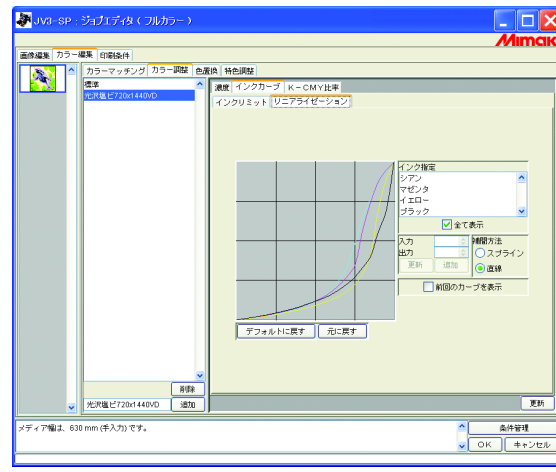 JV3-SP : ジョブエディタ ( フルカラー )
Mimaki
画像編集 カラー編集 印刷条件
カラーマッチング カラー調整 色置換 特色調整
標準
光沢塩ビ720x1440VD
濃度 インクカーブ K-CMY比率
インクリミット リニアライゼーション
インク指定
シアン
マゼンタ
イエロー
ブラック
全て表示
入力
出力
更新 追加
補間方法
スプライン
直線
前回のカーブを表示
デフォルトに戻す 元に戻す
削除
光沢塩ビ720x1440VD 追加
更新
メディア幅は、630 mm (手入力) です。
条件管理
OK キャンセル